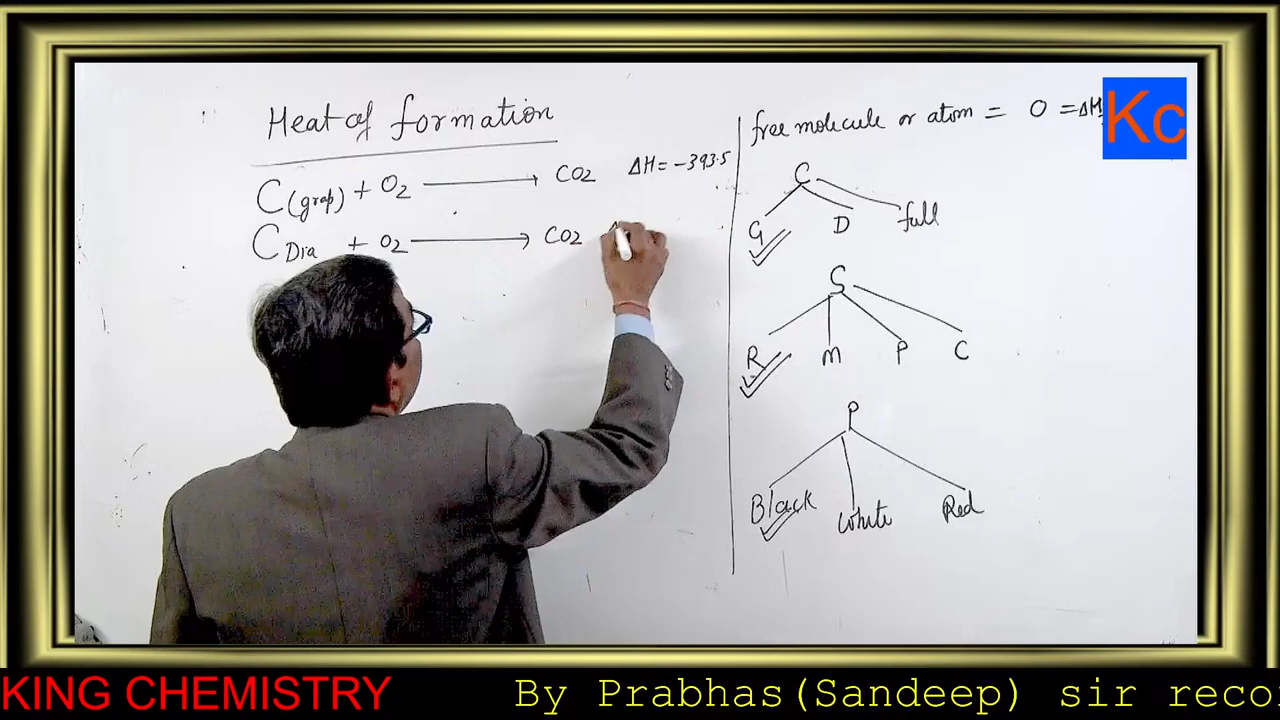 Heat of formation
C(grap) + O2 → CO2 ΔH = -393.5
CDia + O2 → CO2
free molecule or atom = 0 = ΔH
Kc
C
G D full
S
R M P C
P
Black White Red
KING CHEMISTRY By Prabhas(Sandeep) sir reco